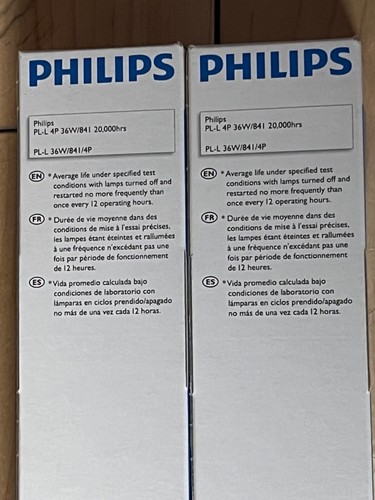 PHILIPS
Philips
PL-L 4P 36W/841 20,000hrs
PL-L 36W/841/4P
EN * Average life under specified test
conditions with lamps turned off and
restarted no more frequently than
once every 12 operating hours.
FR * Durée de vie moyenne dans des
conditions de mise à l'essai précises,
les lampes étant éteintes et rallumées
à une fréquence n'excédant pas une
fois par période de fonctionnement
de 12 heures.
ES * Vida promedio calculada bajo
condiciones de laboratorio con
lámparas en ciclos prendido/apagado
no más de una vez cada 12 horas.
PHILIPS
Philips
PL-L 4P 36W/841 20,000hrs
PL-L 36W/841/4P
EN * Average life under specified test
conditions with lamps turned off and
restarted no more frequently than
once every 12 operating hours.
FR * Durée de vie moyenne dans des
conditions de mise à l'essai précises,
les lampes étant éteintes et rallumées
à une fréquence n'excédant pas une
fois par période de fonctionnement
de 12 heures.
ES * Vida promedio calculada bajo
condiciones de laboratorio con
lámparas en ciclos prendido/apagado
no más de una vez cada 12 horas.